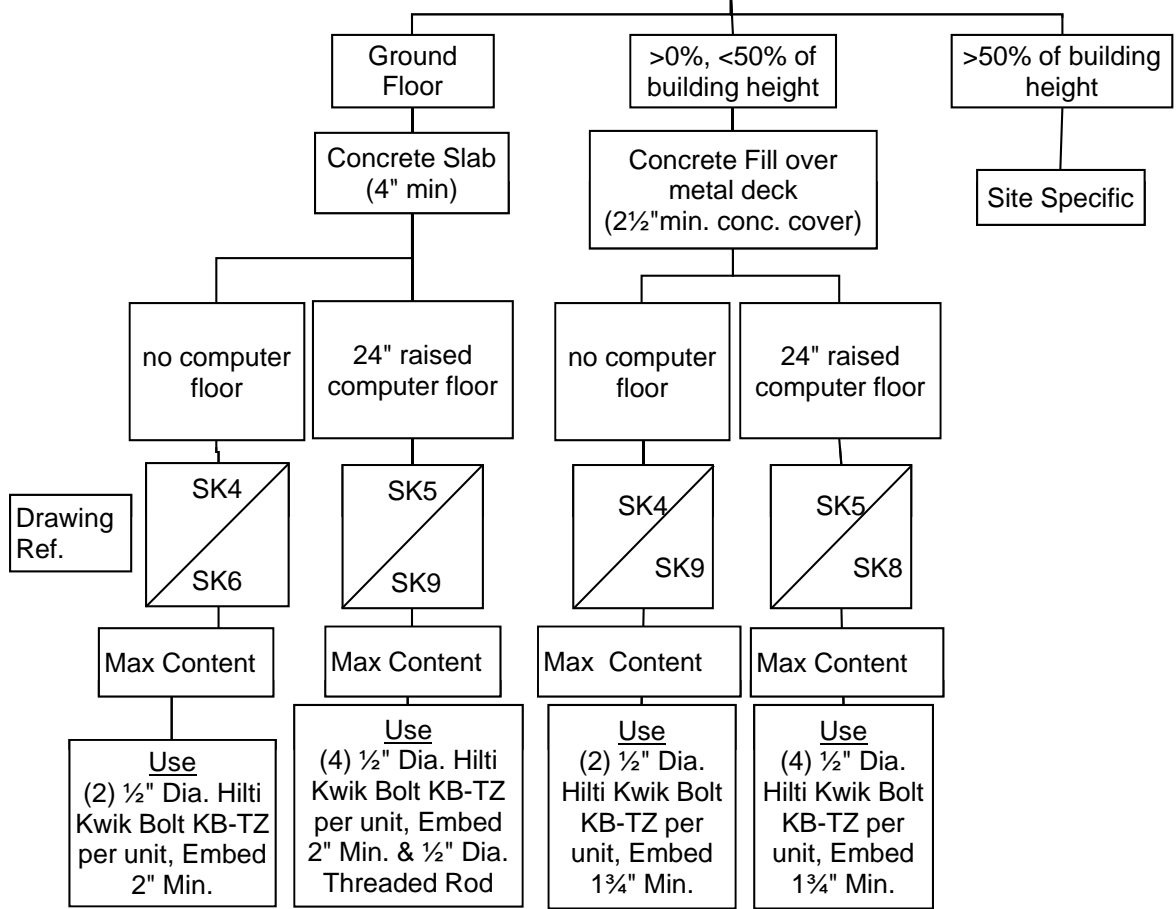 Ground
Floor
>0%, <50% of
building height
>50% of building
height
Concrete Slab
(4" min)
Concrete Fill over
metal deck
(2½"min. conc. cover)
Site Specific
no computer
floor
24" raised
computer floor
no computer
floor
24" raised
computer floor
Drawing
Ref.
SK4
SK6
SK5
SK9
SK4
SK9
SK5
SK8
Max Content
Max Content
Max Content
Max Content
Use
(2) ½" Dia. Hilti
Kwik Bolt KB-TZ
per unit, Embed
2" Min.
Use
(4) ½" Dia. Hilti
Kwik Bolt KB-TZ
per unit, Embed
2" Min. & ½" Dia.
Threaded Rod
Use
(2) ½" Dia.
Hilti Kwik Bolt
KB-TZ per
unit, Embed
1¾" Min.
Use
(4) ½" Dia.
Hilti Kwik Bolt
KB-TZ per
unit, Embed
1¾" Min.